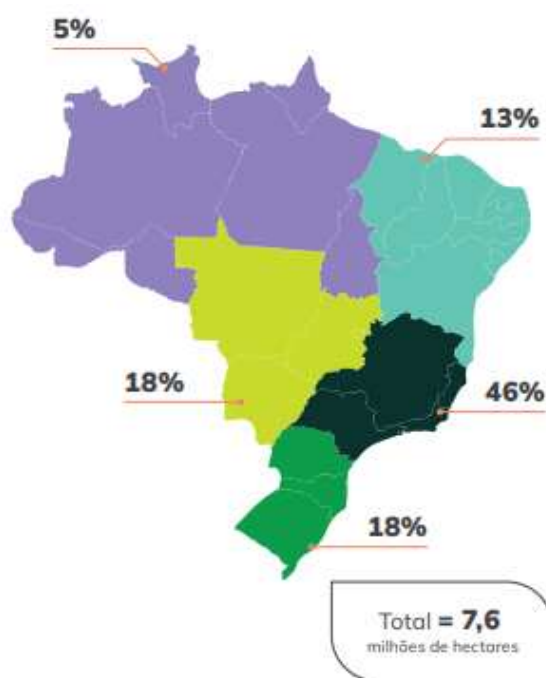 5%
13%
18%
46%
18%
Total = 7,6
milhões de hectares